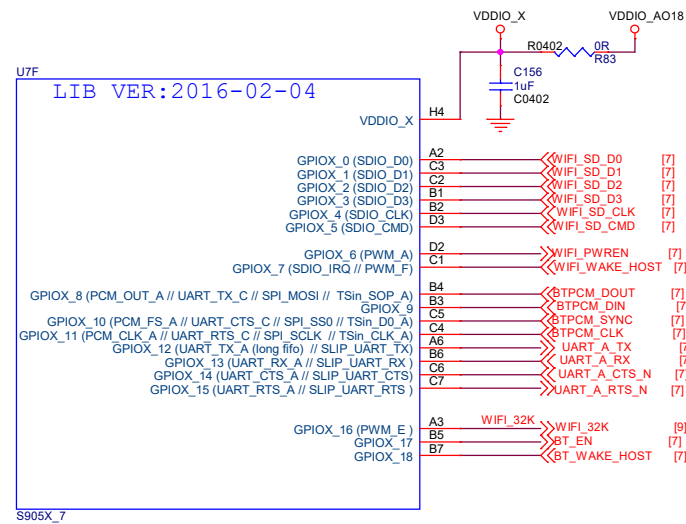 VDDIO_X VDDIO_AO18
R0402 0R
R83
U7F
C156
LIB VER:2016-02-04
1uF
C0402
VDDIO_X H4
GPIOX_0 (SDIO_D0) A2 WIFI_SD_D0 [7]
GPIOX_1 (SDIO_D1) C3 WIFI_SD_D1 [7]
GPIOX_2 (SDIO_D2) C2 WIFI_SD_D2 [7]
GPIOX_3 (SDIO_D3) B1 WIFI_SD_D3 [7]
GPIOX_4 (SDIO_CLK) B2 WIFI_SD_CLK [7]
GPIOX_5 (SDIO_CMD) D3 WIFI_SD_CMD [7]
GPIOX_6 (PWM_A) D2 WIFI_PWREN [7]
GPIOX_7 (SDIO_IRQ // PWM_F) C1 WIFI_WAKE_HOST [7]
GPIOX_8 (PCM_OUT_A // UART_TX_C // SPI_MOSI // TSin_SOP_A) B4 BTPCM_DOUT [7]
GPIOX_9 B3 BTPCM_DIN [7]
GPIOX_10 (PCM_FS_A // UART_CTS_C // SPI_SS0 // TSin_D0_A) C5 BTPCM_SYNC [7]
GPIOX_11 (PCM_CLK_A // UART_RTS_C // SPI_SCLK // TSin_CLK_A) C4 BTPCM_CLK [7]
GPIOX_12 (UART_TX_A (long fifo) // SLIP_UART_TX) A6 UART_A_TX [7
GPIOX_13 (UART_RX_A // SLIP_UART_RX ) B6 UART_A_RX [7
GPIOX_14 (UART_CTS_A // SLIP_UART_CTS) C6 UART_A_CTS_N [7
GPIOX_15 (UART_RTS_A // SLIP_UART_RTS ) C7 UART_A_RTS_N [7
GPIOX_16 (PWM_E ) A3 WIFI_32K WIFI_32K [9]
GPIOX_17 B5 BT_EN [7]
GPIOX_18 B7 BT_WAKE_HOST [7]
S905X_7